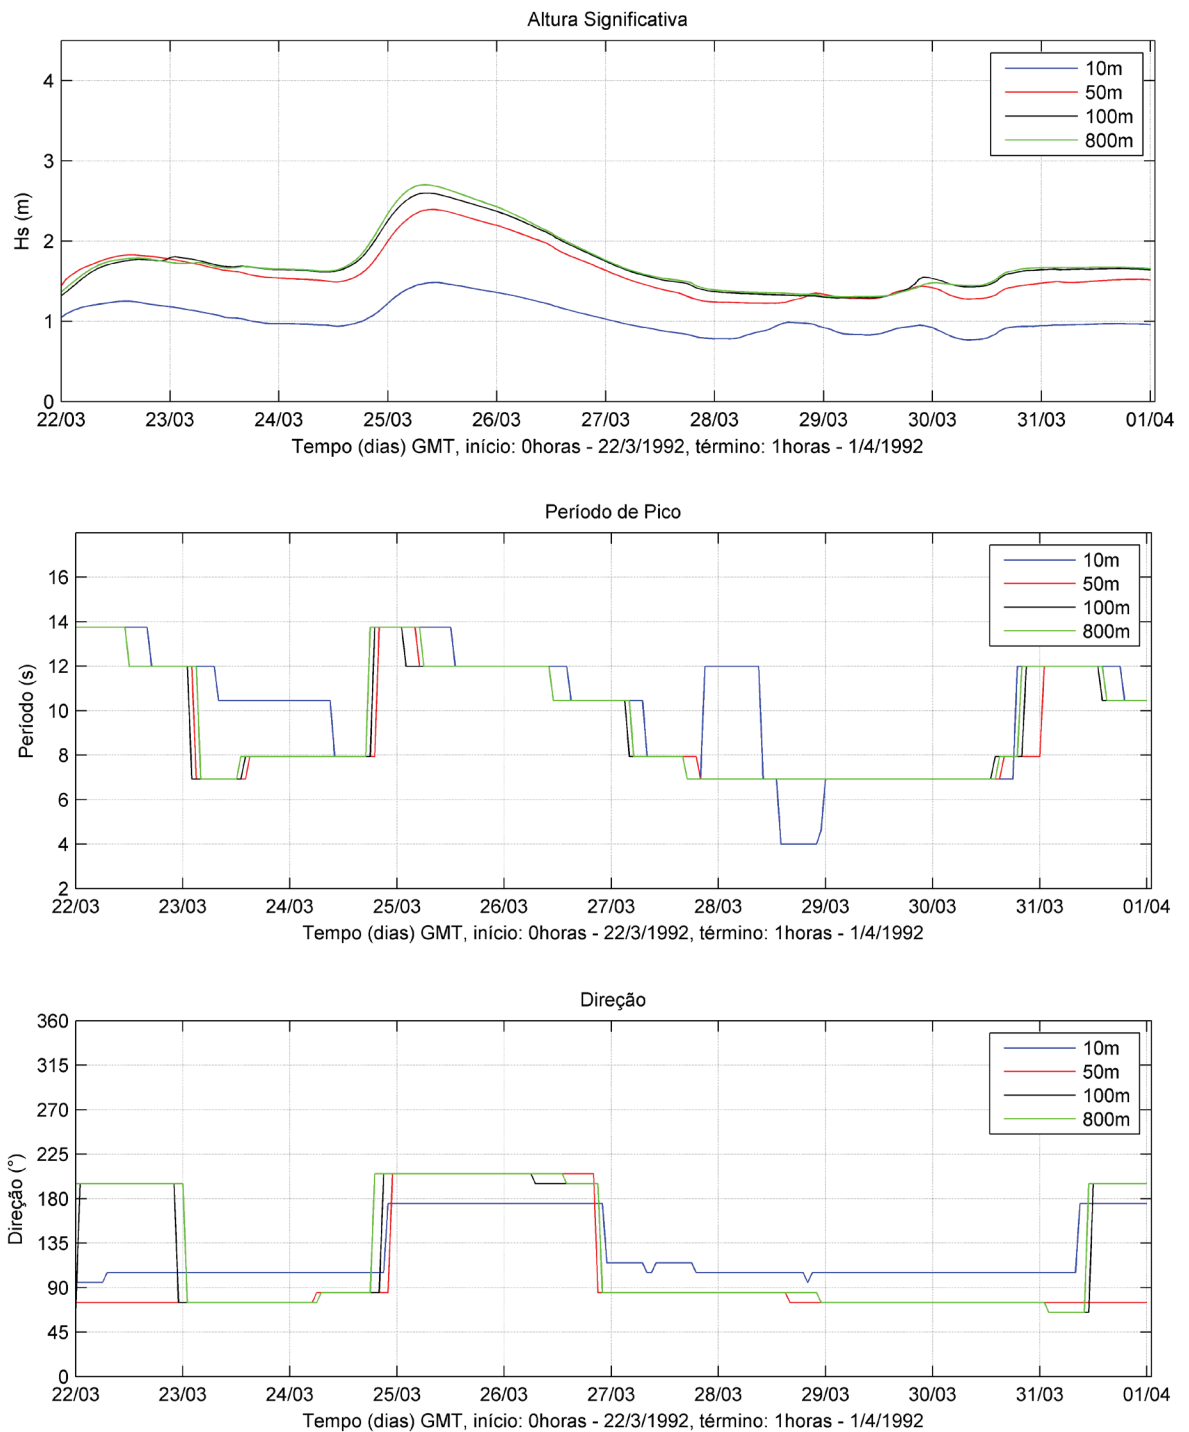 Altura Significativa
Hs (m)
4
3
2
1
0
10m
50m
100m
800m
22/03 23/03 24/03 25/03 26/03 27/03 28/03 29/03 30/03 31/03 01/04
Tempo (dias) GMT, início: 0horas - 22/3/1992, término: 1horas - 1/4/1992
Período de Pico
Período (s)
16
14
12
10
8
6
4
2
10m
50m
100m
800m
22/03 23/03 24/03 25/03 26/03 27/03 28/03 29/03 30/03 31/03 01/04
Tempo (dias) GMT, início: 0horas - 22/3/1992, término: 1horas - 1/4/1992
Direção
Direção (°)
360
315
270
225
180
135
90
45
0
10m
50m
100m
800m
22/03 23/03 24/03 25/03 26/03 27/03 28/03 29/03 30/03 31/03 01/04
Tempo (dias) GMT, início: 0horas - 22/3/1992, término: 1horas - 1/4/1992